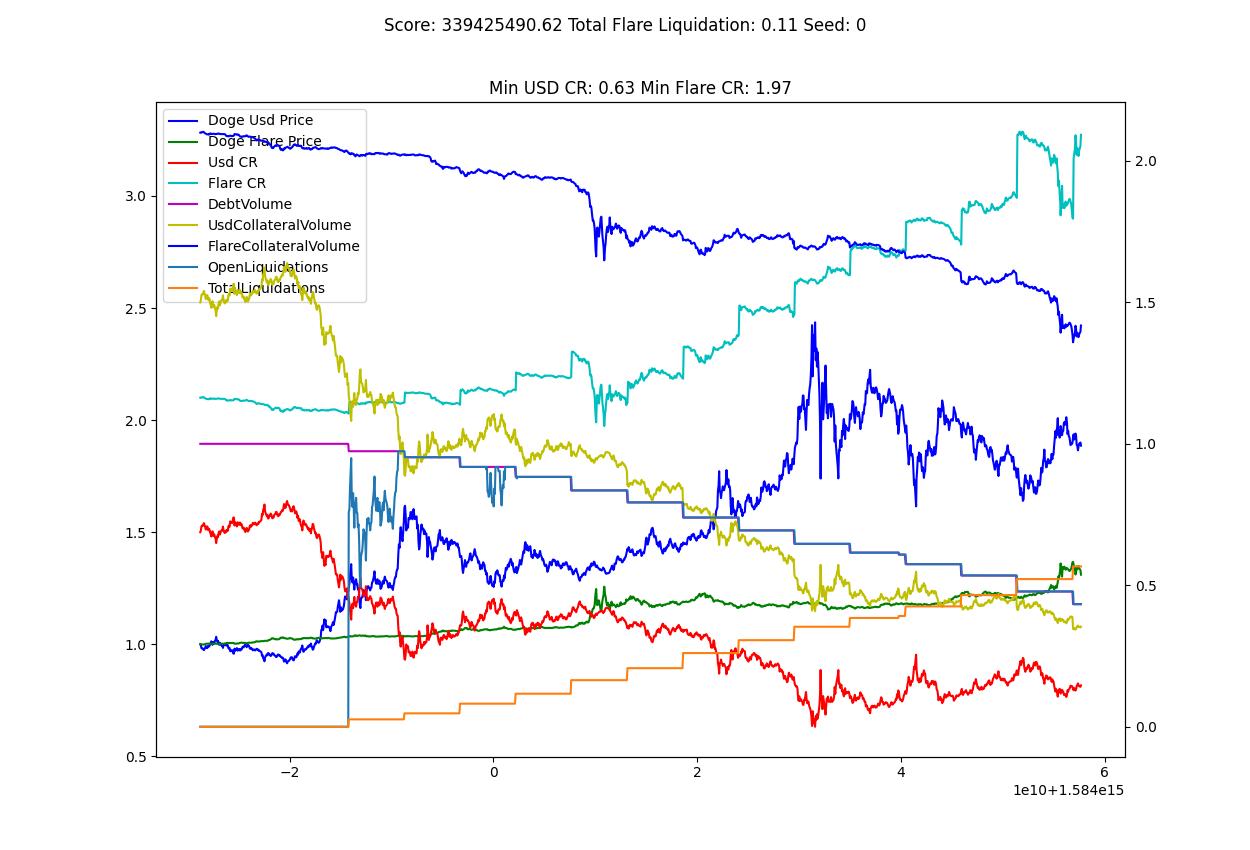 Score: 339425490.62 Total Flare Liquidation: 0.11 Seed: 0
Min USD CR: 0.63 Min Flare CR: 1.97
Doge Usd Price
Doge Flare Price
Usd CR
Flare CR
DebtVolume
UsdCollateralVolume
FlareCollateralVolume
OpenLiquidations
TotalLiquidations
3.0
2.5
2.0
1.5
1.0
0.5
2.0
1.5
1.0
0.5
0.0
−2
0
2
4
6
1e10+1.584e15